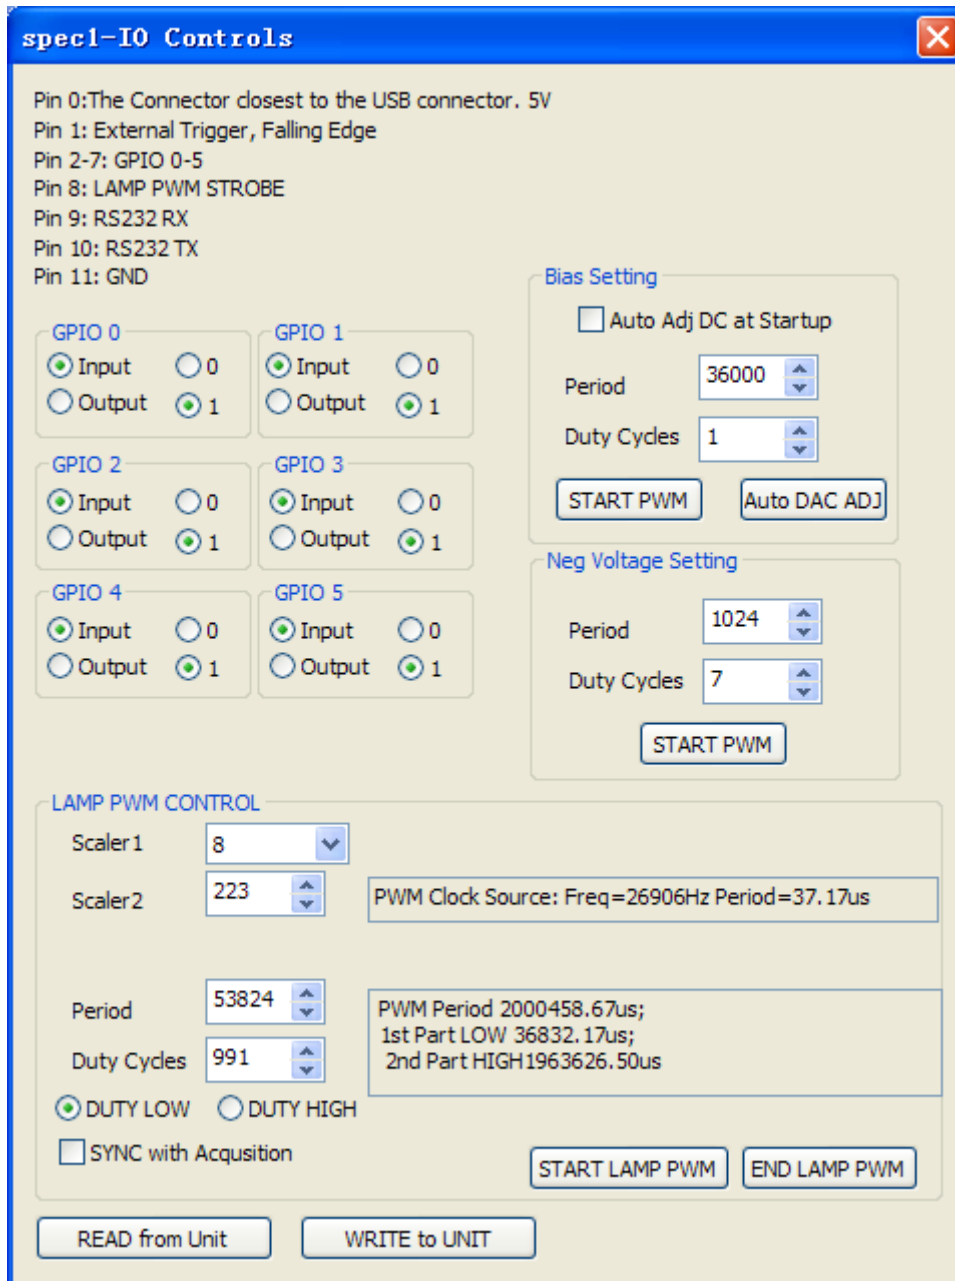 spec1-IO Controls
Pin 0:The Connector closest to the USB connector. 5V
Pin 1: External Trigger, Falling Edge
Pin 2-7: GPIO 0-5
Pin 8: LAMP PWM STROBE
Pin 9: RS232 RX
Pin 10: RS232 TX
Pin 11: GND
GPIO 0
Input 0
Output 1
GPIO 1
Input 0
Output 1
GPIO 2
Input 0
Output 1
GPIO 3
Input 0
Output 1
GPIO 4
Input 0
Output 1
GPIO 5
Input 0
Output 1
Bias Setting
Auto Adj DC at Startup
Period 36000
Duty Cycles 1
START PWM Auto DAC ADJ
Neg Voltage Setting
Period 1024
Duty Cycles 7
START PWM
LAMP PWM CONTROL
Scaler1 8
Scaler2 223
PWM Clock Source: Freq=26906Hz Period=37.17us
Period 53824
Duty Cycles 991
PWM Period 2000458.67us;
1st Part LOW 36832.17us;
2nd Part HIGH1963626.50us
DUTY LOW DUTY HIGH
SYNC with Acqusition
START LAMP PWM END LAMP PWM
READ from Unit WRITE to UNIT